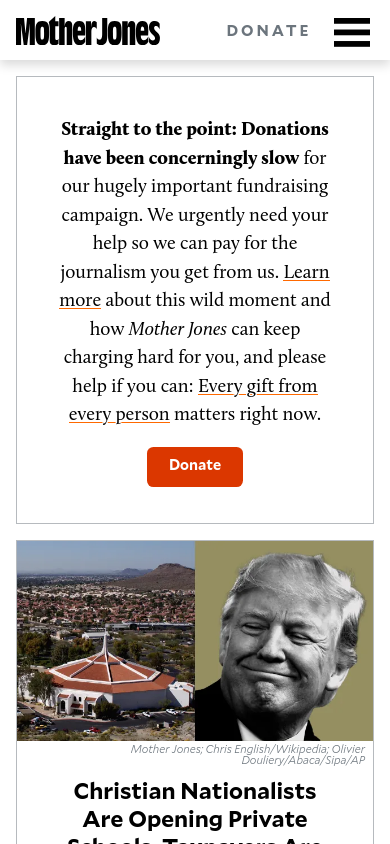 Mother Jones
DONATE
Straight to the point: Donations
have been concerningly slow for
our hugely important fundraising
campaign. We urgently need your
help so we can pay for the
journalism you get from us. Learn
more about this wild moment and
how Mother Jones can keep
charging hard for you, and please
help if you can: Every gift from
every person matters right now.
Donate
Mother Jones; Chris English/Wikipedia; Olivier
Douliery/Abaca/Sipa/AP
Christian Nationalists
Are Opening Private
Schools. Taxpayers Are